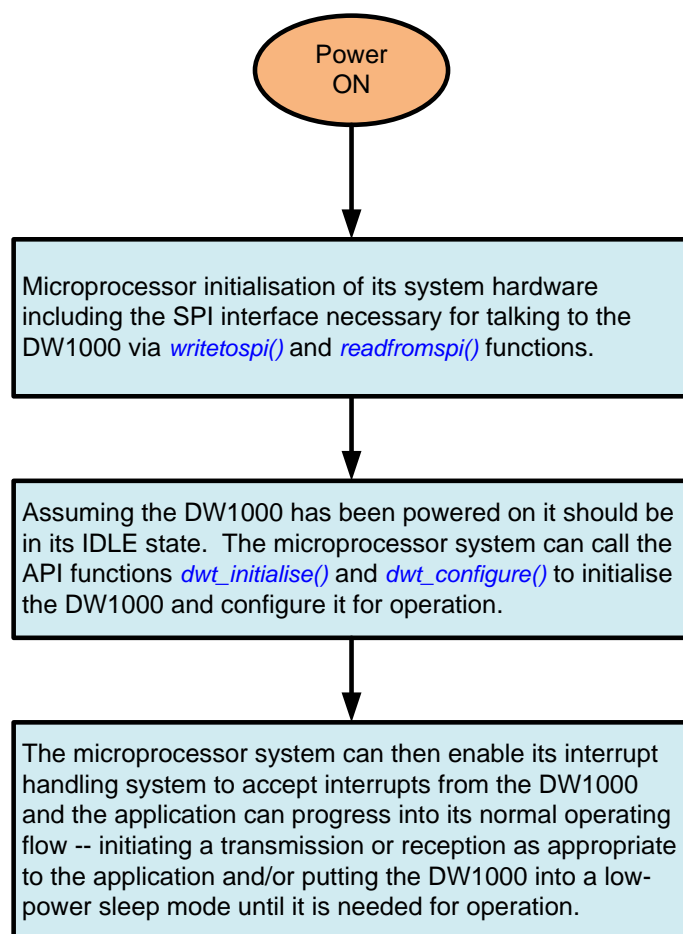 Power
ON
Microprocessor initialisation of its system hardware
including the SPI interface necessary for talking to the
DW1000 via writetospi() and readfromspi() functions.
Assuming the DW1000 has been powered on it should be
in its IDLE state.  The microprocessor system can call the
API functions dwt_initialise() and dwt_configure() to initialise
the DW1000 and configure it for operation.
The microprocessor system can then enable its interrupt
handling system to accept interrupts from the DW1000
and the application can progress into its normal operating
flow -- initiating a transmission or reception as appropriate
to the application and/or putting the DW1000 into a low-
power sleep mode until it is needed for operation.